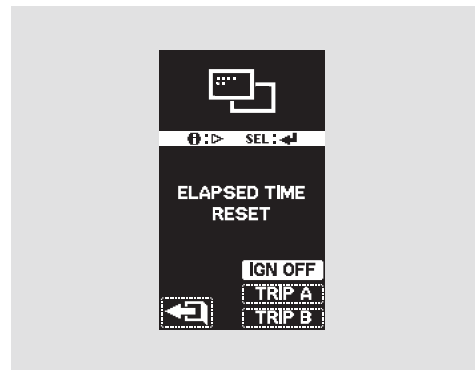 i:▷ SEL:↵
ELAPSED TIME
RESET
IGN OFF
TRIP A
TRIP B